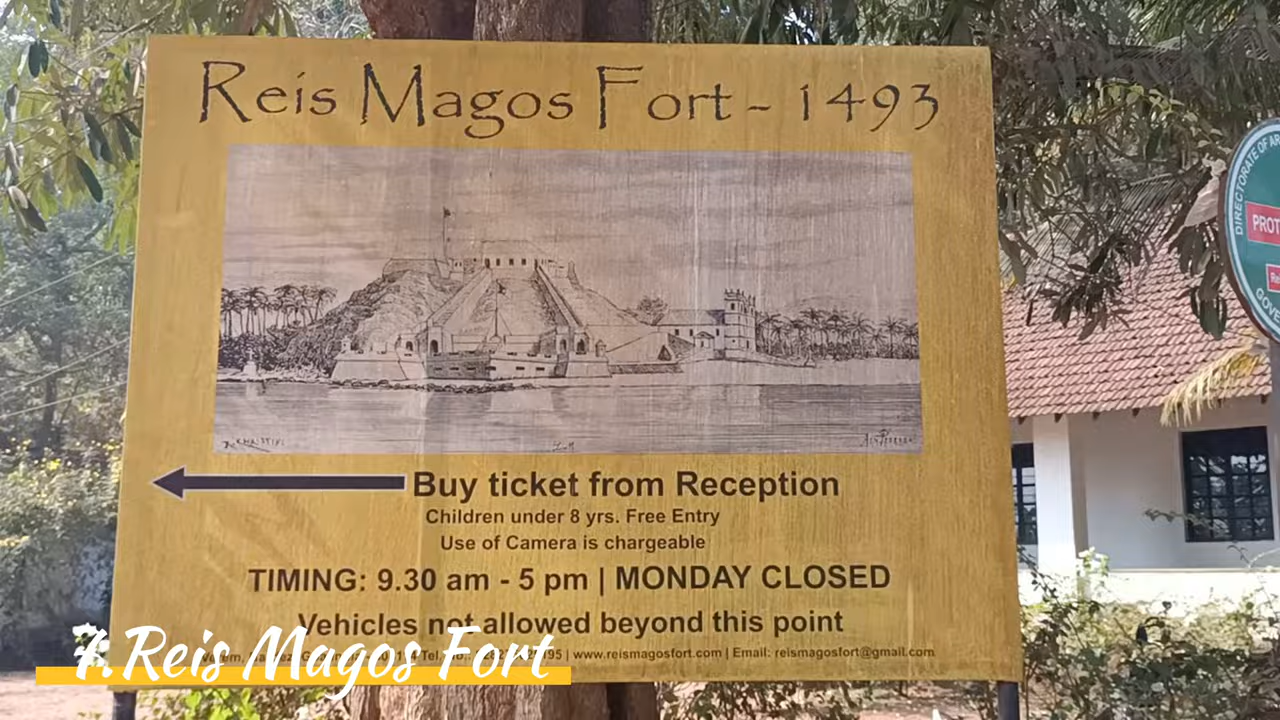 Reis Magos Fort - 1493
Buy ticket from Reception
Children under 8 yrs. Free Entry
Use of Camera is chargeable
TIMING: 9.30 am - 5 pm | MONDAY CLOSED
Vehicles not allowed beyond this point
| www.reismagosfort.com | Email: reismagosfort@gmail.com
7. Reis Magos Fort
DIRECTORATE OF